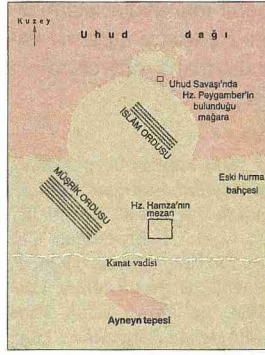 Kuzey
Uhud dağı
Uhud Savaşı'nda
Hz. Peygamber'in
bulunduğu
mağara
İSLÂM ORDUSU
MÜŞRİK ORDUSU
Eski hurma
bahçesi
Hz. Hamza'nın
mezarı
Kanat vadisi
Ayneyn tepesi